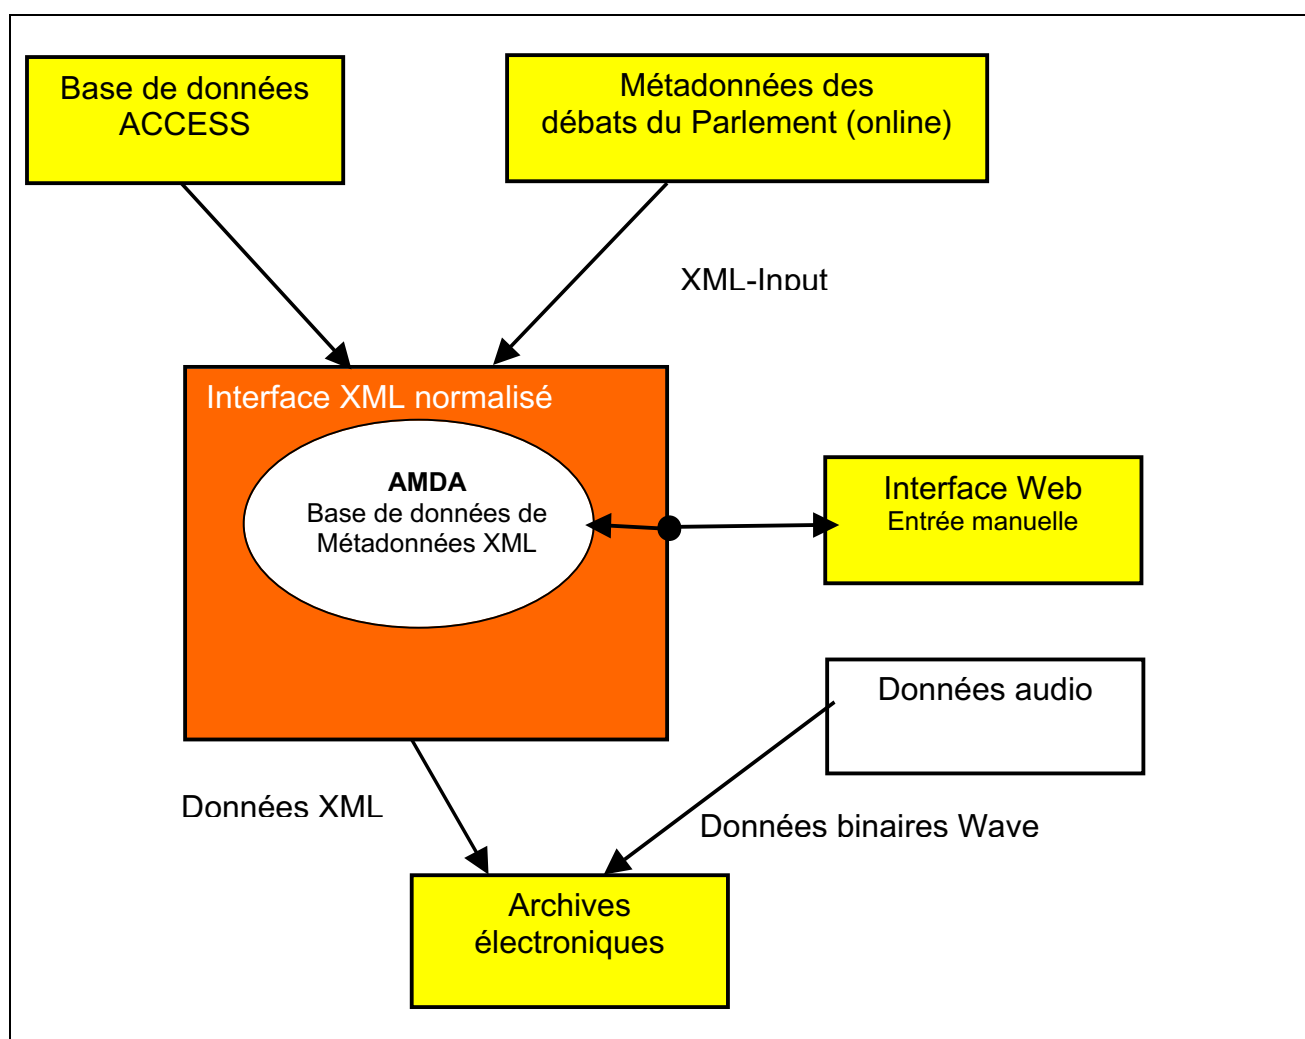 Base de données
ACCESS
Métadonnées des
débats du Parlement (online)
XML-Input
Interface XML normalisé
AMDA
Base de données de
Métadonnées XML
Interface Web
Entrée manuelle
Données audio
Données XML
Données binaires Wave
Archives
électroniques